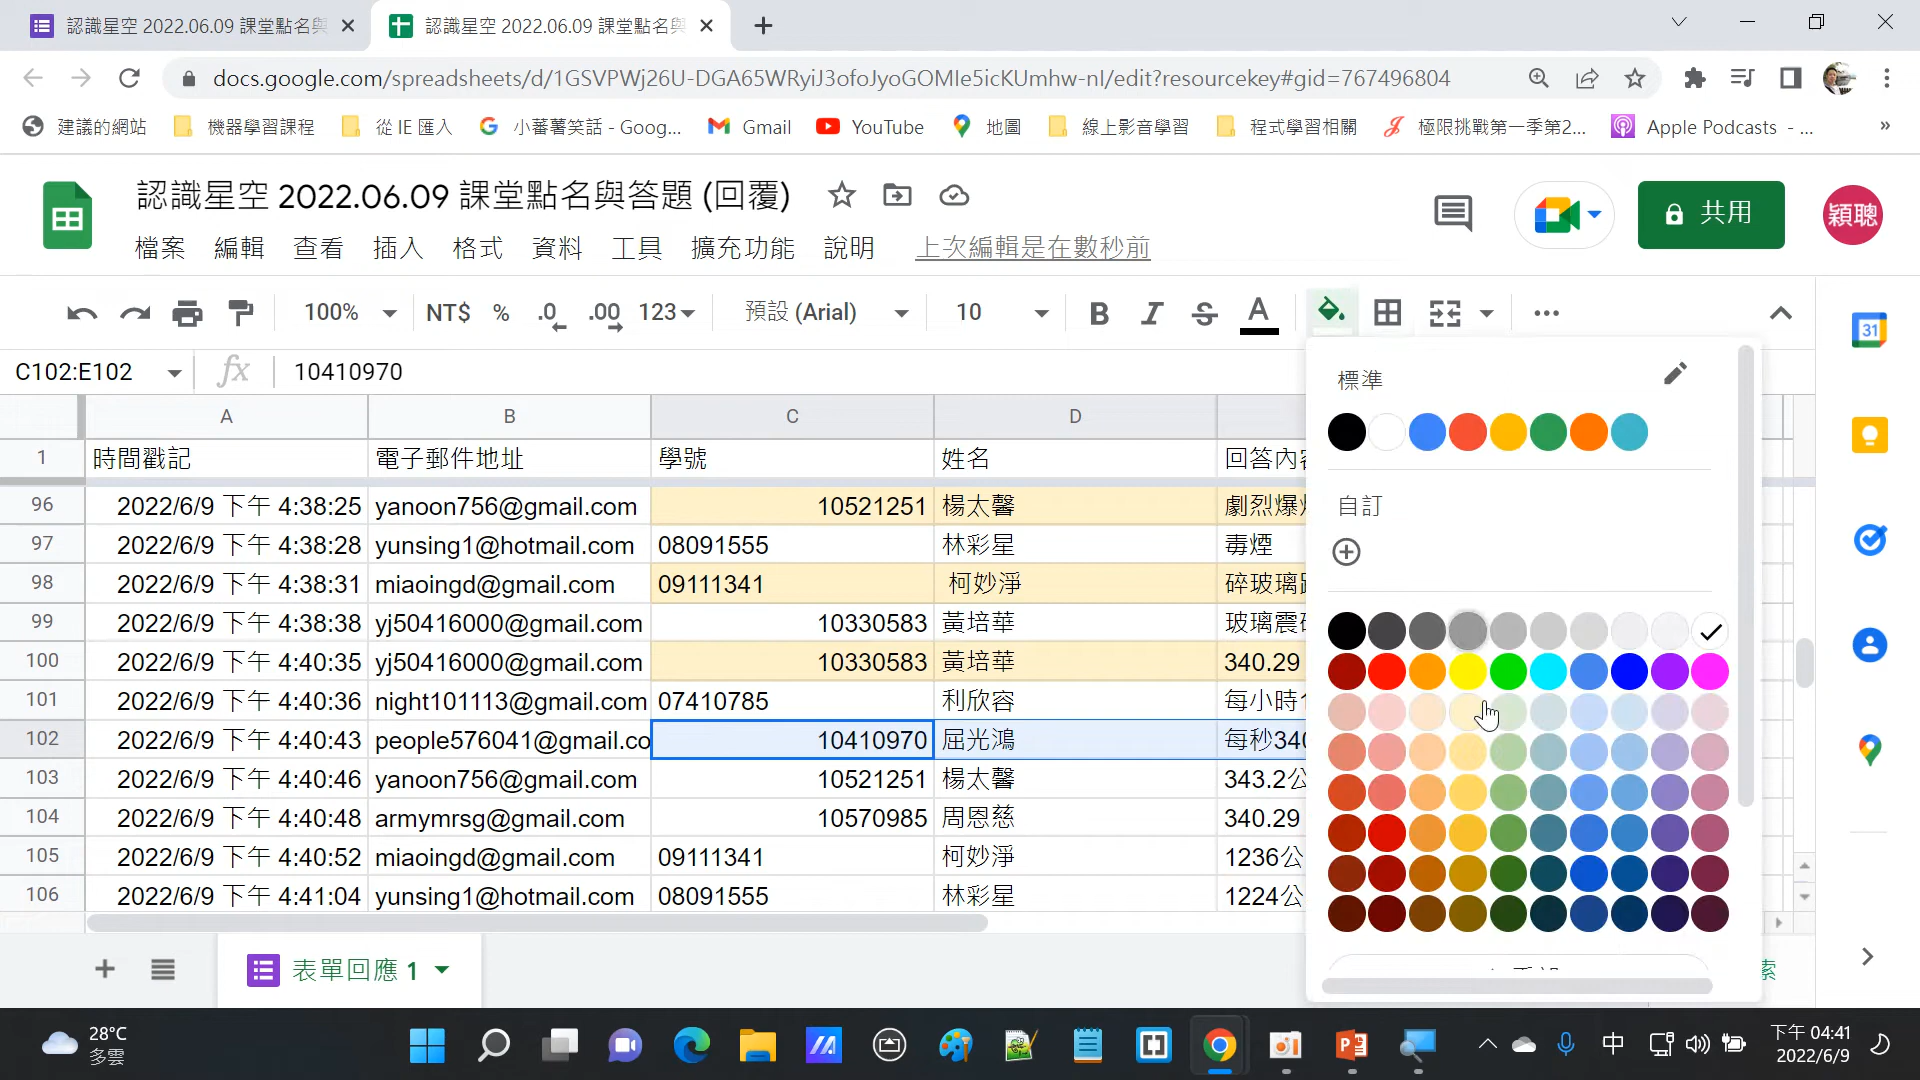 認識星空 2022.06.09 課堂點名與
認識星空 2022.06.09 課堂點名與
docs.google.com/spreadsheets/d/1GSVPWj26U-DGA65WRyiJ3ofoJyoGOMIe5icKUmhw-nI/edit?resourcekey#gid=767496804
建議的網站 機器學習課程 從 IE 匯入 小蕃薯笑話 - Goog... Gmail YouTube 地圖 線上影音學習 程式學習相關 極限挑戰第一季第2... Apple Podcasts - ... »
認識星空 2022.06.09 課堂點名與答題 (回覆)
共用
穎聰
檔案 編輯 查看 插入 格式 資料 工具 擴充功能 說明 上次編輯是在數秒前
100% NT$ % .0 .00 123 預設 (Arial) 10 B I S A
31
C102:E102 fx 10410970
標準
A B C D
1 時間戳記 電子郵件地址 學號 姓名 回答內容
自訂
96 2022/6/9 下午 4:38:25 yanoon756@gmail.com 10521251 楊太馨
97 2022/6/9 下午 4:38:28 yunsing1@hotmail.com 08091555 林彩星 毒煙
98 2022/6/9 下午 4:38:31 miaoingd@gmail.com 09111341 柯妙淨 碎玻璃
99 2022/6/9 下午 4:38:38 yj50416000@gmail.com 10330583 黃培華 玻璃震
100 2022/6/9 下午 4:40:35 yj50416000@gmail.com 10330583 黃培華 340.29
101 2022/6/9 下午 4:40:36 night101113@gmail.com 07410785 利欣容 每小時1
102 2022/6/9 下午 4:40:43 people576041@gmail.co 10410970 屈光鴻 每秒340
103 2022/6/9 下午 4:40:46 yanoon756@gmail.com 10521251 楊太馨 343.2公
104 2022/6/9 下午 4:40:48 armymrsg@gmail.com 10570985 周恩慈 340.29
105 2022/6/9 下午 4:40:52 miaoingd@gmail.com 09111341 柯妙淨 1236公
106 2022/6/9 下午 4:41:04 yunsing1@hotmail.com 08091555 林彩星 1224公
表單回應 1
索
28°C
多雲
中
下午 04:41
2022/6/9